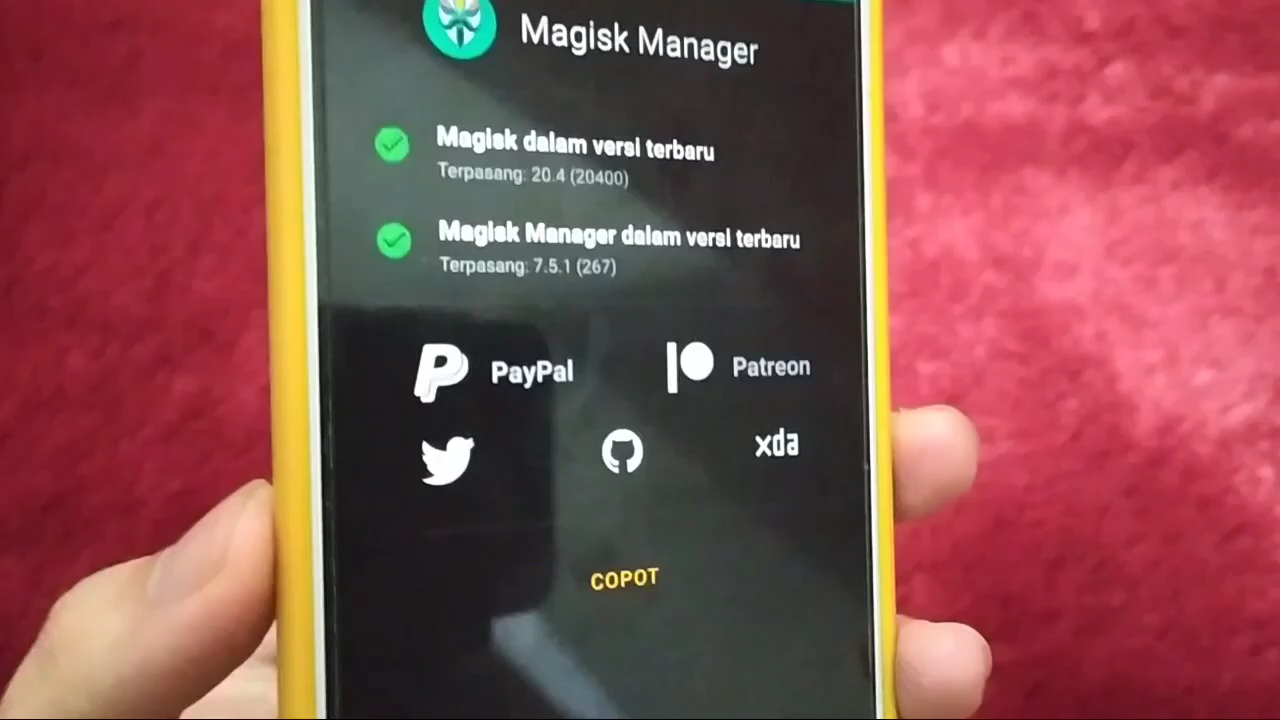 Magisk Manager
Magisk dalam versi terbaru
Terpasang: 20.4 (20400)
Magisk Manager dalam versi terbaru
Terpasang: 7.5.1 (267)
PayPal
Patreon
xda
COPOT